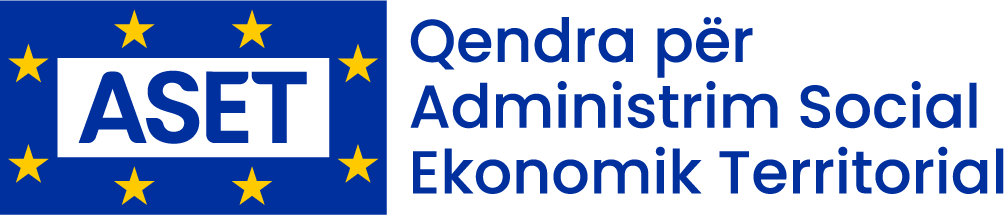 ASET
Qendra për
Administrim Social
Ekonomik Territorial